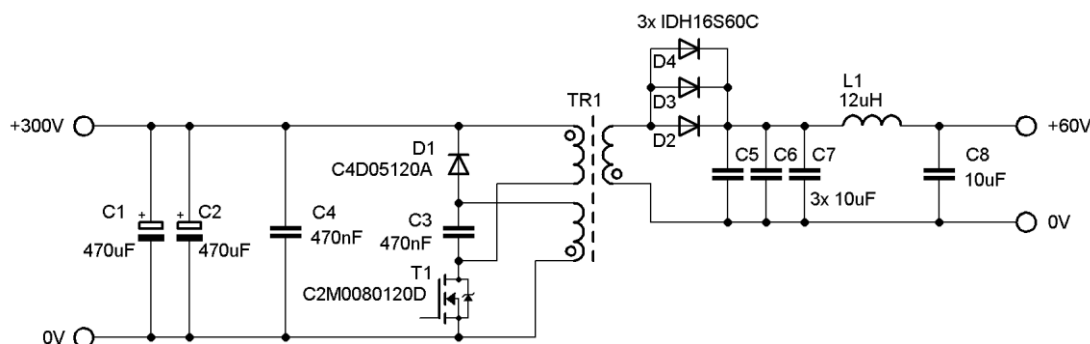 3x IDH16S60C
D4
D3
D2
TR1
L1
12uH
+300V
+60V
D1
C4D05120A
C1
+
470uF
C2
+
470uF
C4
470nF
C3
470nF
C5
C6
C7
3x 10uF
C8
10uF
T1
C2M0080120D
0V
0V